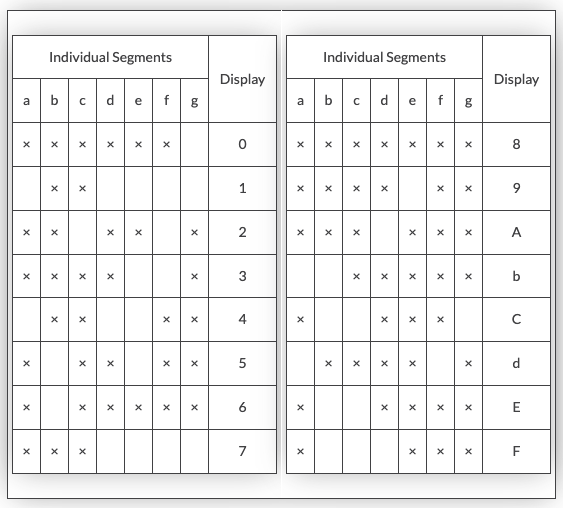 Individual Segments Display
a b c d e f g
× × × × × × 0
× × 1
× × × × × 2
× × × × × 3
× × × × 4
× × × × × 5
× × × × × × 6
× × × 7
Individual Segments Display
a b c d e f g
× × × × × × × 8
× × × × × × 9
× × × × × × A
× × × × × b
× × × × C
× × × × × d
× × × × × E
× × × × F